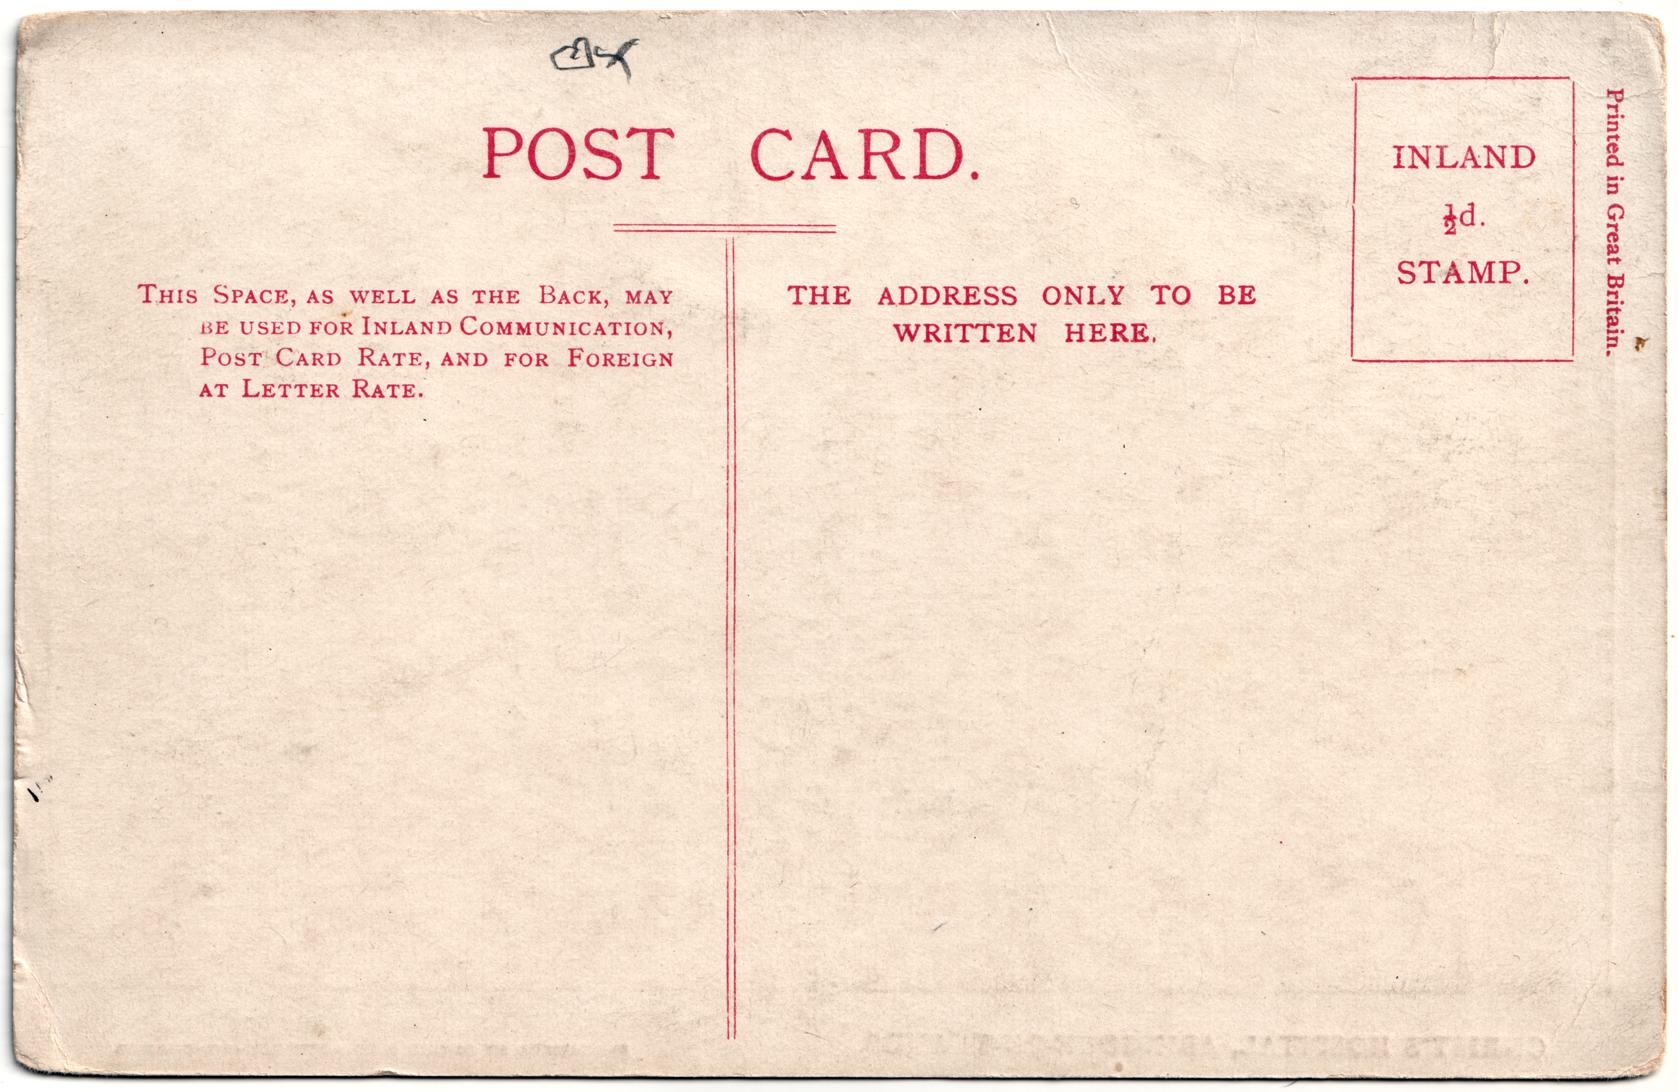 POST CARD.
INLAND
½d.
STAMP.
Printed in Great Britain.
THIS SPACE, AS WELL AS THE BACK, MAY
BE USED FOR INLAND COMMUNICATION,
POST CARD RATE, AND FOR FOREIGN
AT LETTER RATE.
THE ADDRESS ONLY TO BE
WRITTEN HERE.